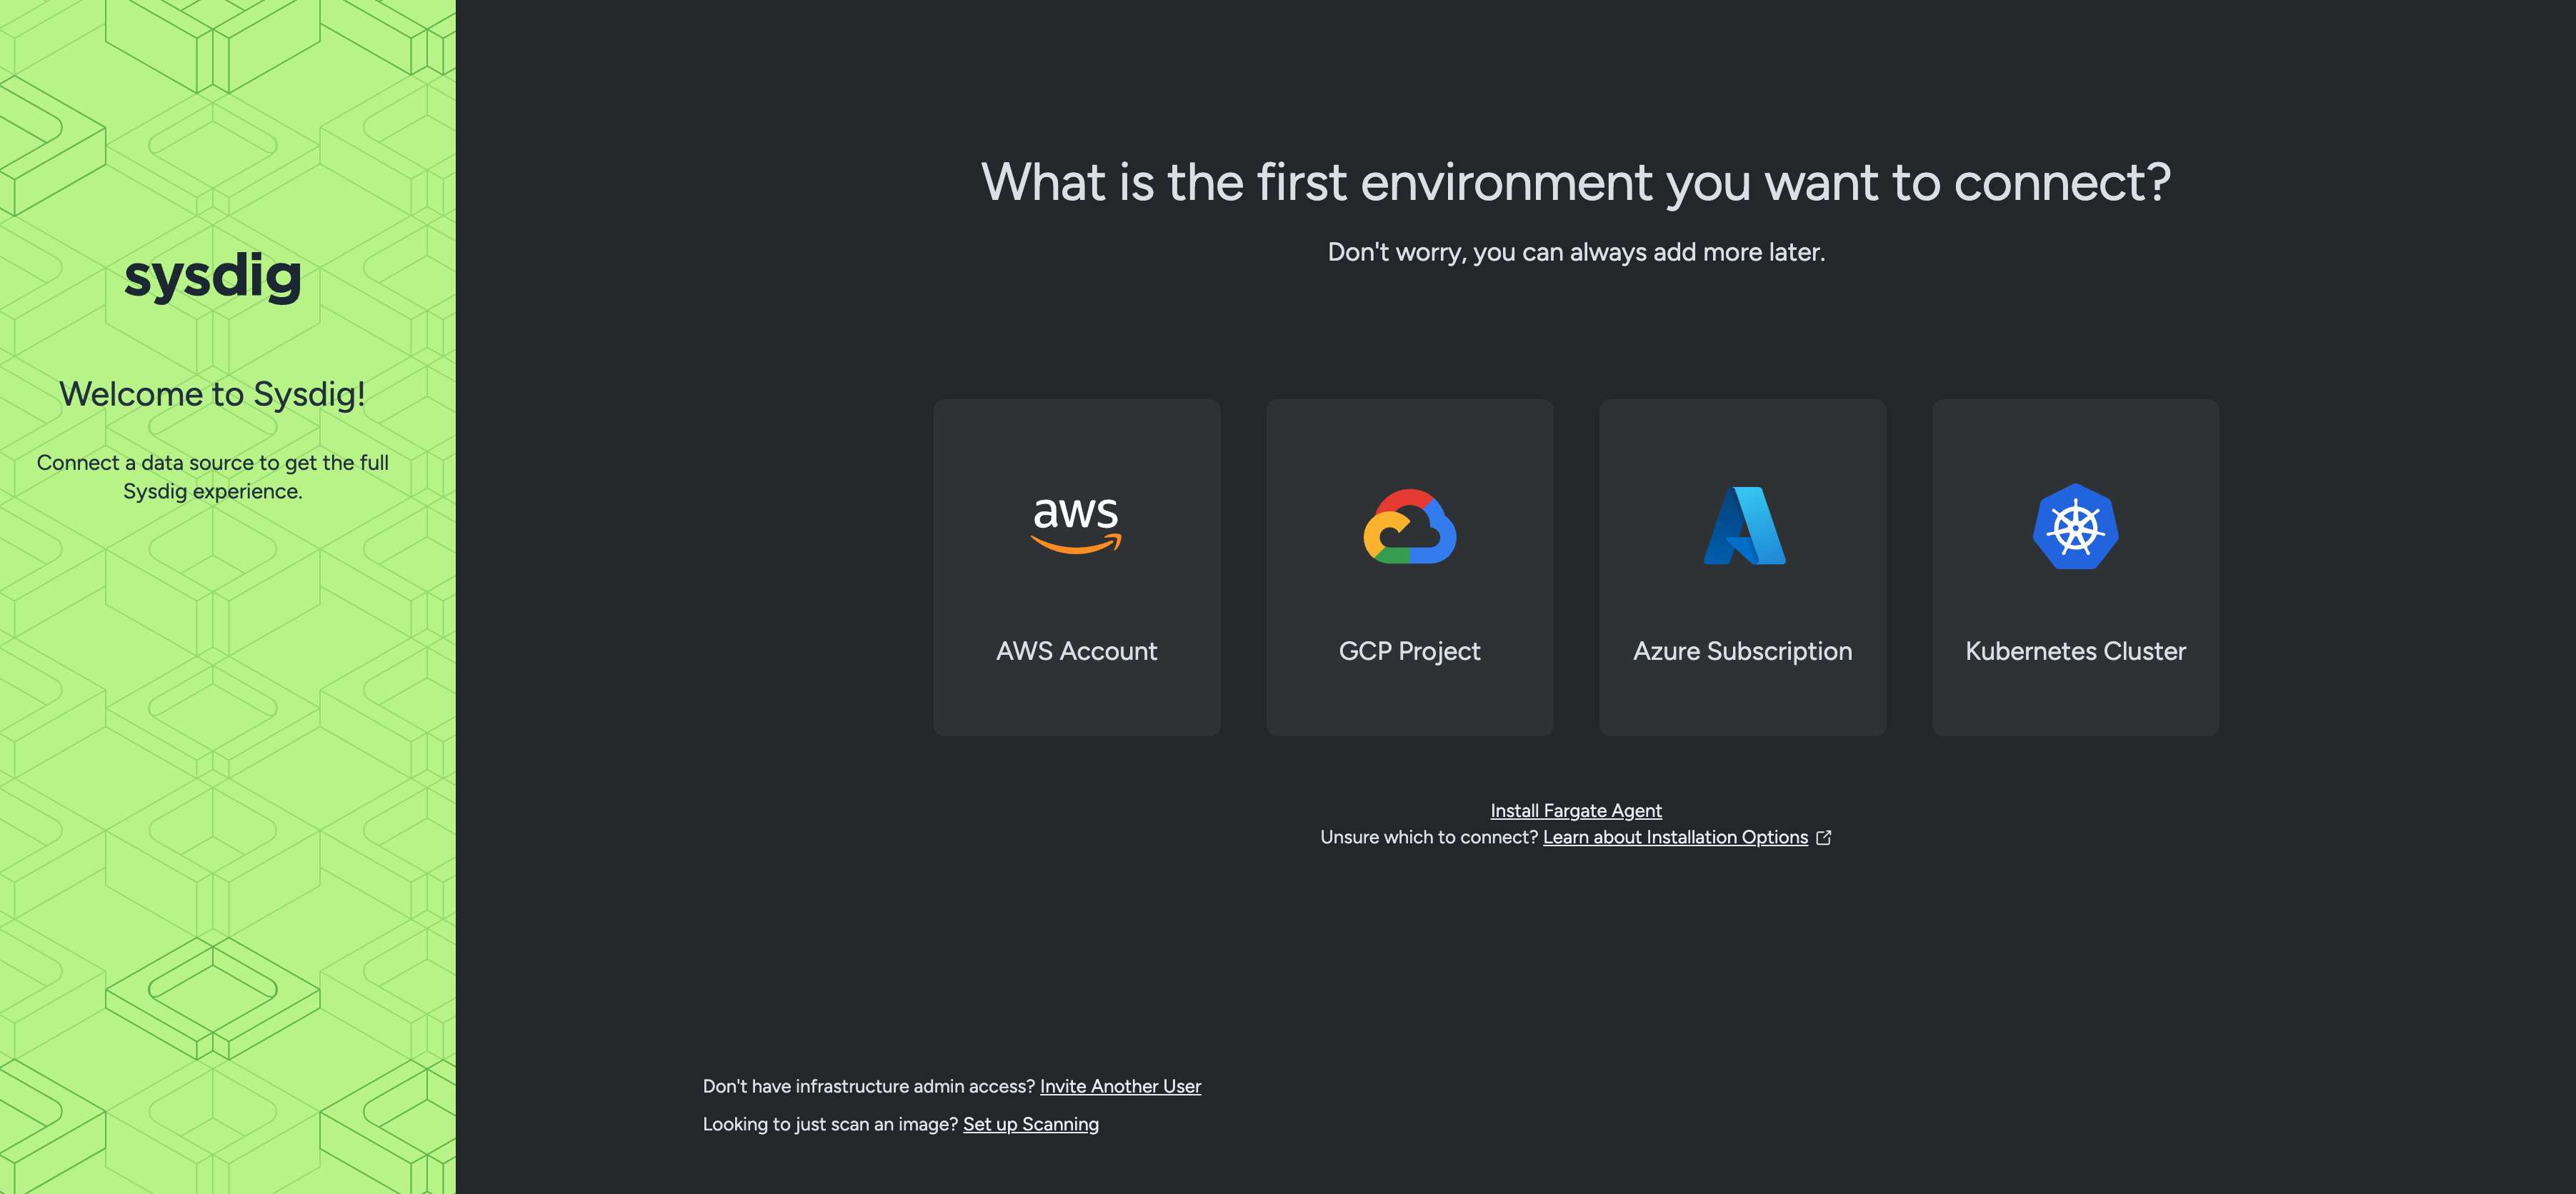 sysdig
Welcome to Sysdig!
Connect a data source to get the full
Sysdig experience.
What is the first environment you want to connect?
Don't worry, you can always add more later.
aws
AWS Account
GCP Project
Azure Subscription
Kubernetes Cluster
Install Fargate Agent
Unsure which to connect? Learn about Installation Options
Don't have infrastructure admin access? Invite Another User
Looking to just scan an image? Set up Scanning